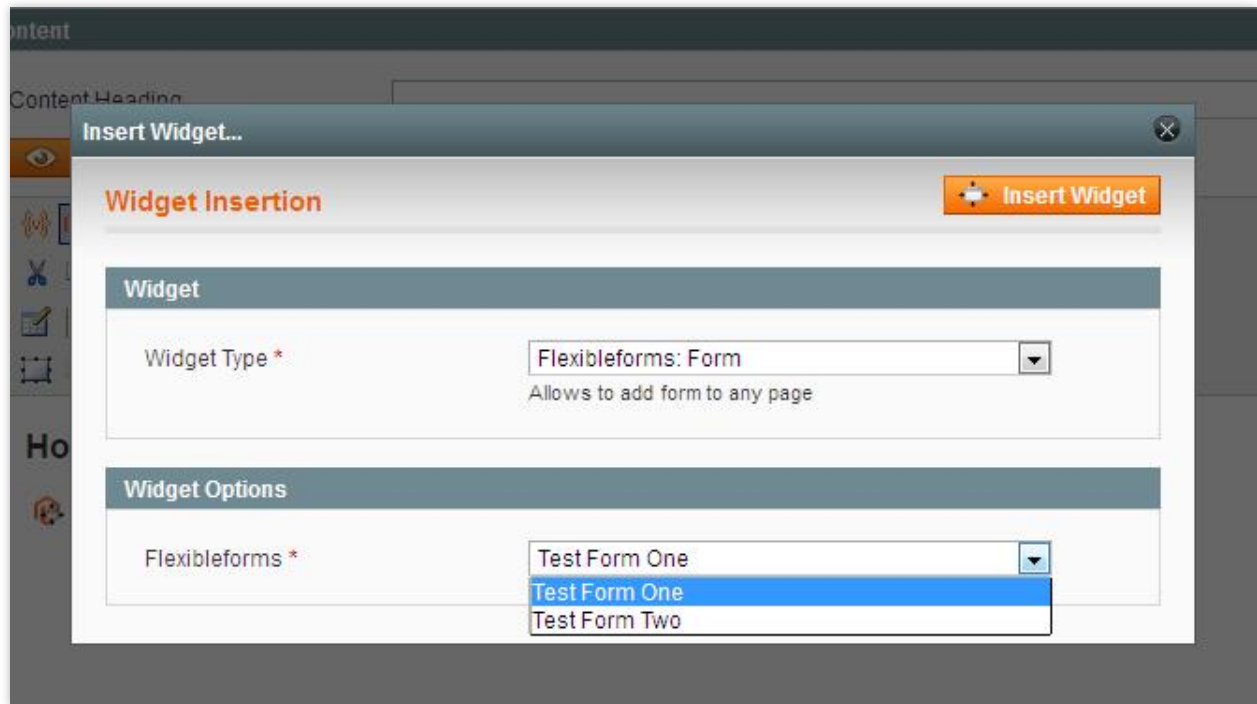 ontent
Content Heading
Insert Widget...
Widget Insertion
Insert Widget
Widget
Widget Type *
Flexibleforms: Form
Allows to add form to any page
Ho
Widget Options
Flexibleforms *
Test Form One
Test Form One
Test Form Two